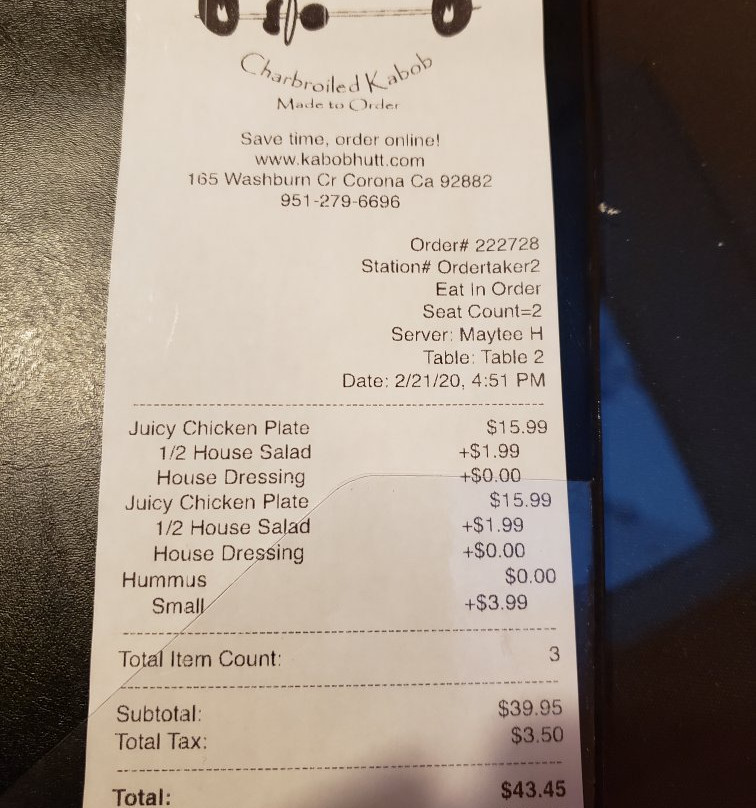 Charbroiled Kabob
Made to Order
Save time, order online!
www.kabobhutt.com
165 Washburn Cr Corona Ca 92882
951-279-6696
Order# 222728
Station# Ordertaker2
Eat In Order
Seat Count=2
Server: Maytee H
Table: Table 2
Date: 2/21/20, 4:51 PM
Juicy Chicken Plate $15.99
1/2 House Salad +$1.99
House Dressing +$0.00
Juicy Chicken Plate $15.99
1/2 House Salad +$1.99
House Dressing +$0.00
Hummus $0.00
Small +$3.99
Total Item Count: 3
Subtotal: $39.95
Total Tax: $3.50
Total: $43.45